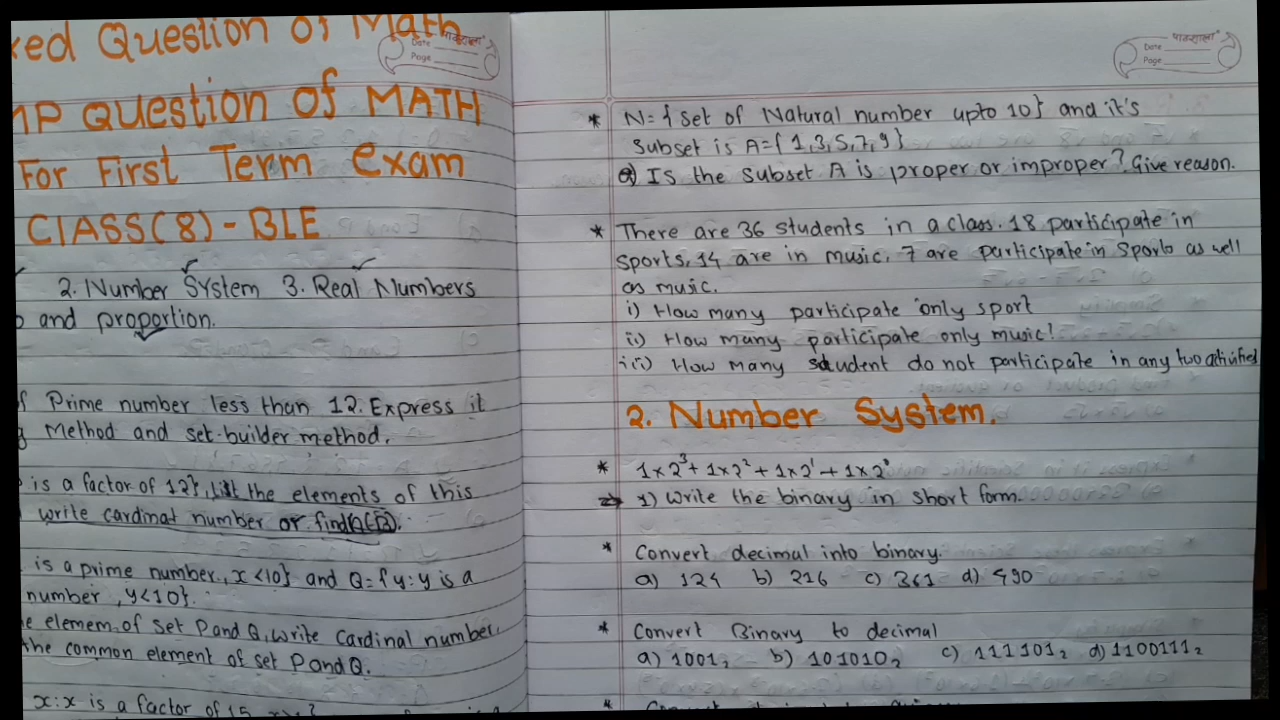 Question of Math
MP Question of MATH
For First Term Exam
CLASS(8) - BLE
2. Number System 3. Real Numbers
and proportion.
Prime number less than 12. Express it
Method and set-builder method.
is a factor of 12}, list the elements of this
write cardinal number or find n(B).
is a prime number, x<10} and Q={y:y is a
number, y<10}.
elemem of set P and Q, write cardinal number.
the common element of set P and Q.
x:x is a factor of 15,
पाठशाला
Date
Page
पाठशाला
Date
Page
* N={ set of Natural number upto 10} and it's
subset is A={1,3,5,7,9}
a) Is the subset A is proper or improper? Give reason.
* There are 36 students in a class. 18 participate in
sports, 14 are in music, 7 are participate in sports as well
as music.
i) How many participate only sport
ii) How many participate only music!
iii) How many student do not participate in any two
2. Number System.
* 1×2³+1×2²+1×2¹+1×2⁰
⇒ 1) Write the binary in short form.
* Convert decimal into binary.
a) 124 b) 216 c) 361 d) 490
* Convert Binary to decimal
a) 1001₂ b) 101010₂ c) 111101₂ d) 1100111₂